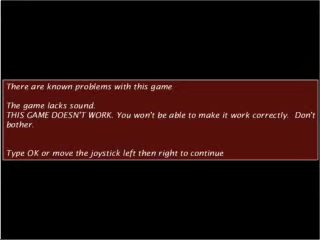 There are known problems with this game
The game lacks sound.
THIS GAME DOESN'T WORK. You won't be able to make it work correctly. Don't
bother.
Type OK or move the joystick left then right to continue